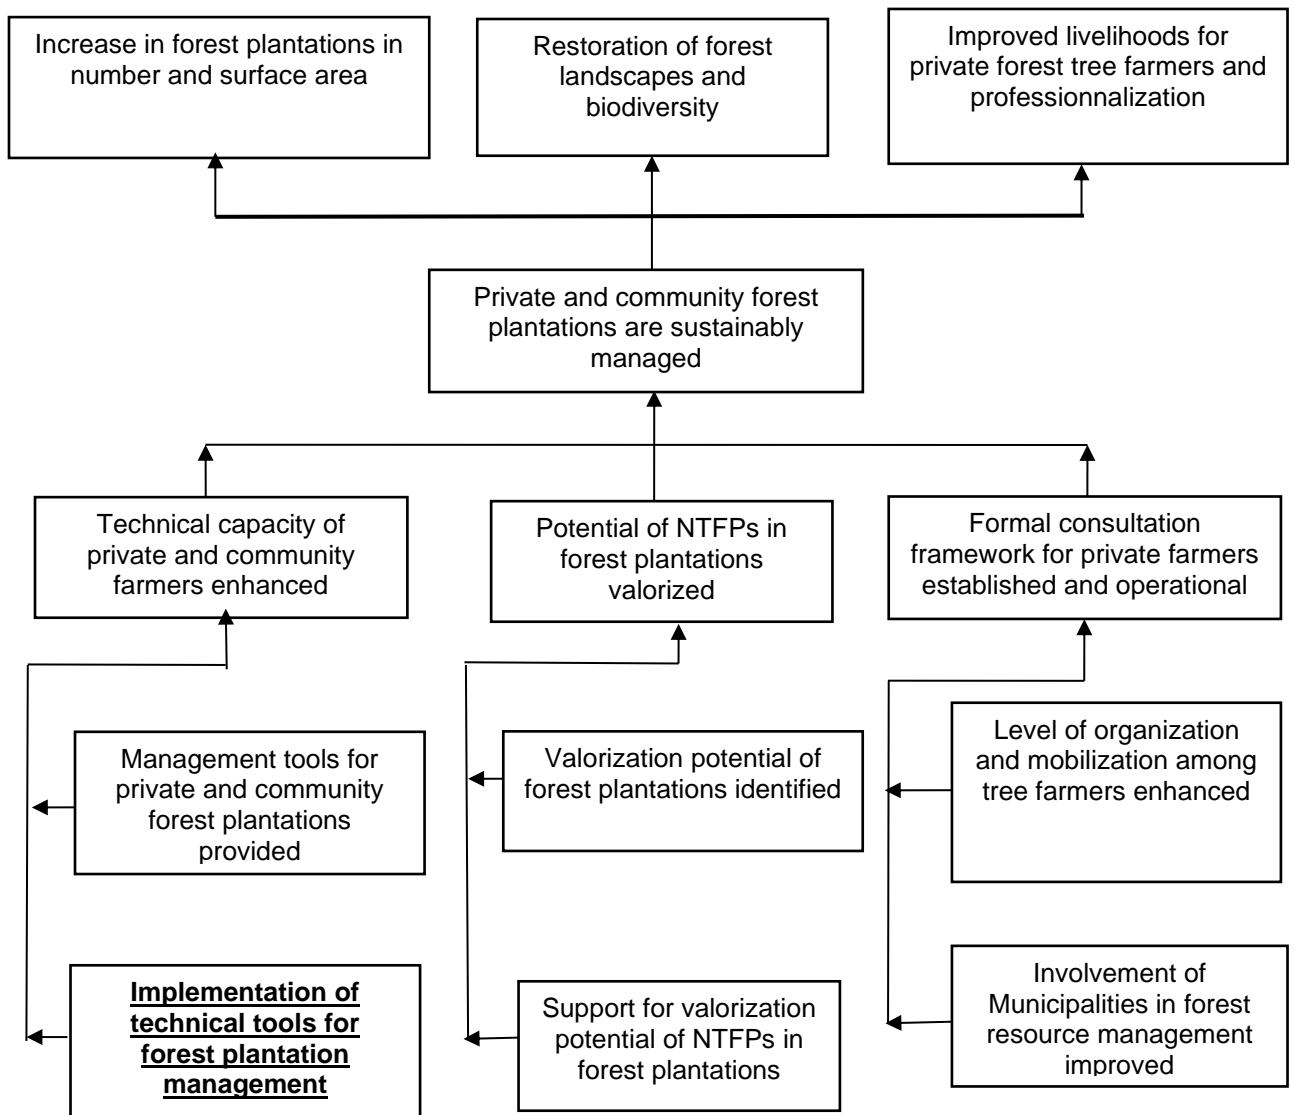 Increase in forest plantations in
number and surface area
Restoration of forest
landscapes and
biodiversity
Improved livelihoods for
private forest tree farmers and
professionnalization
Private and community forest
plantations are sustainably
managed
Technical capacity of
private and community
farmers enhanced
Potential of NTFPs in
forest plantations
valorized
Formal consultation
framework for private farmers
established and operational
Management tools for
private and community
forest plantations
provided
Valorization potential of
forest plantations identified
Level of organization
and mobilization among
tree farmers enhanced
Implementation of
technical tools for
forest plantation
management
Support for valorization
potential of NTFPs in
forest plantations
Involvement of
Municipalities in forest
resource management
improved